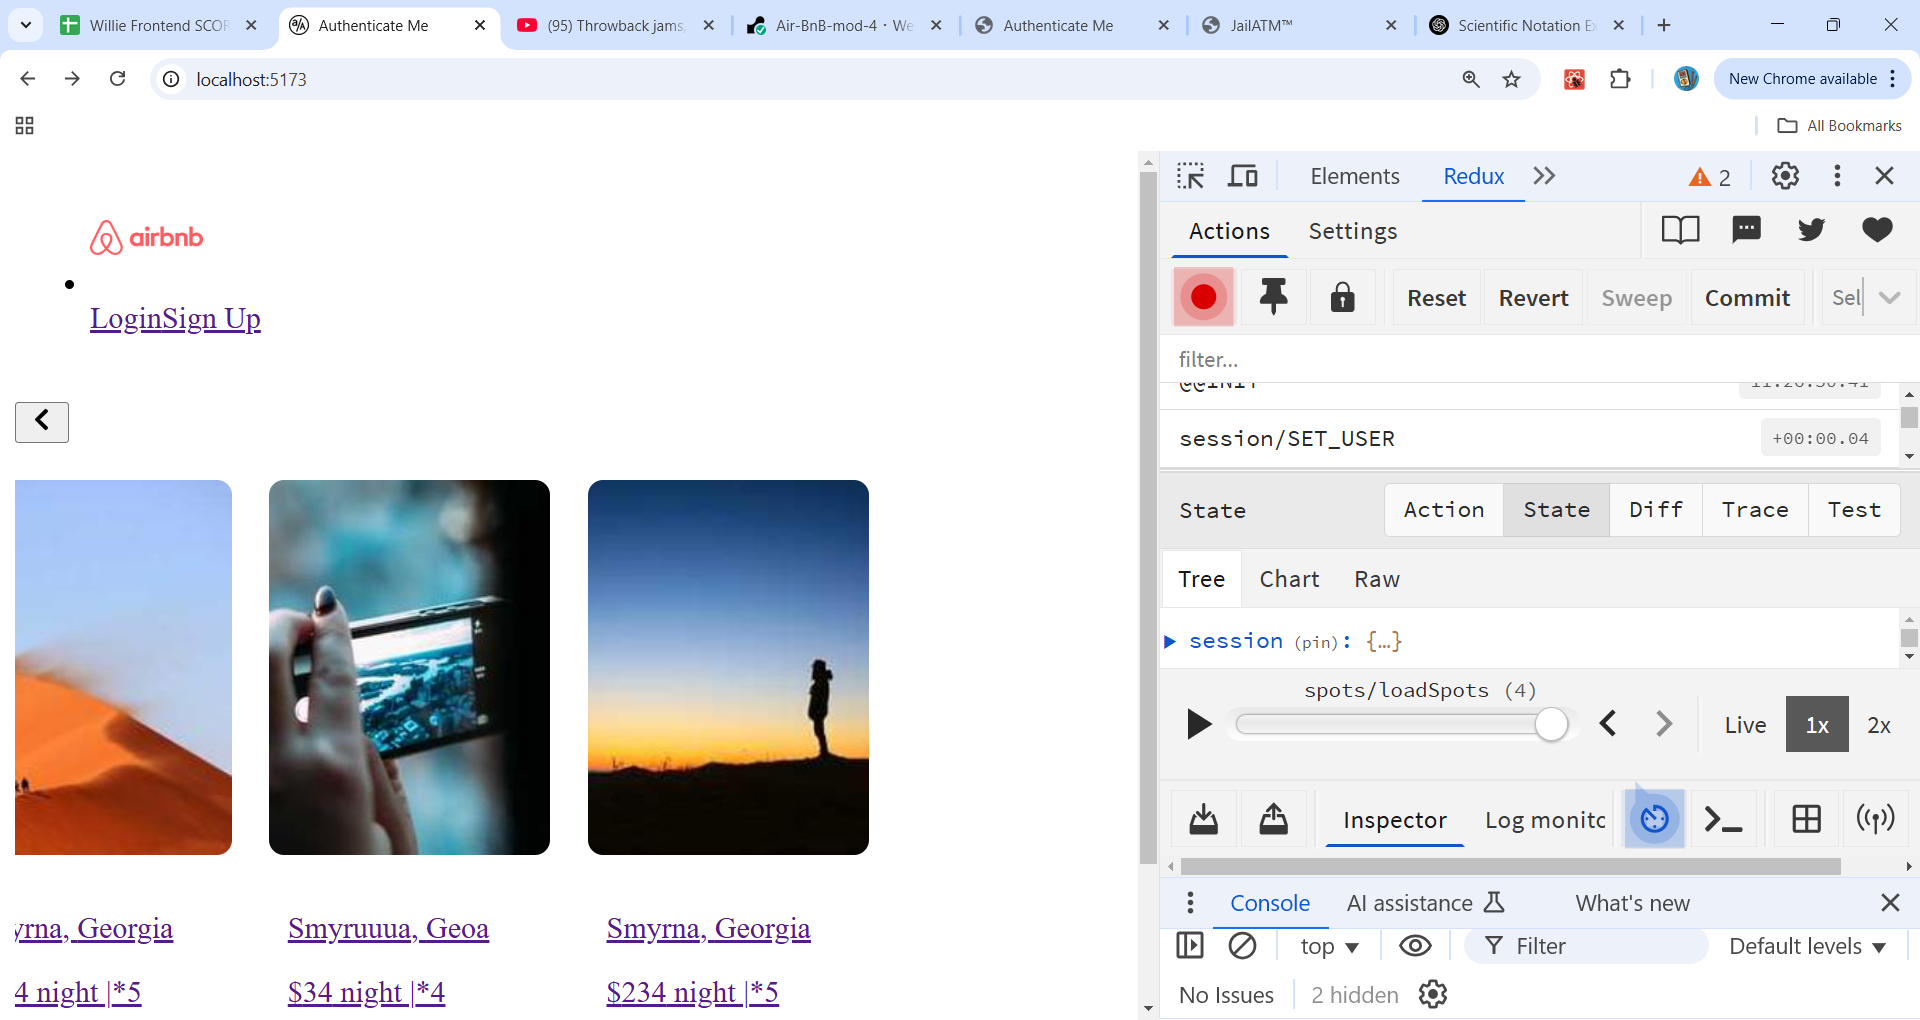 Willie Frontend SCOR
Authenticate Me
(95) Throwback jams,
Air-BnB-mod-4 · We
Authenticate Me
JailATM™
Scientific Notation Ex
localhost:5173
New Chrome available
All Bookmarks
airbnb
LoginSign Up
yrna, Georgia
Smyruuua, Geoa
Smyrna, Georgia
4 night |*5
$34 night |*4
$234 night |*5
Elements
Redux
2
Actions
Settings
Reset
Revert
Sweep
Commit
Sel
filter...
@@INIT
session/SET_USER
+00:00.04
State
Action
State
Diff
Trace
Test
Tree
Chart
Raw
session (pin): {…}
spots/loadSpots (4)
Live
1x
2x
Inspector
Log monito
Console
AI assistance
What's new
top
Filter
Default levels
No Issues
2 hidden